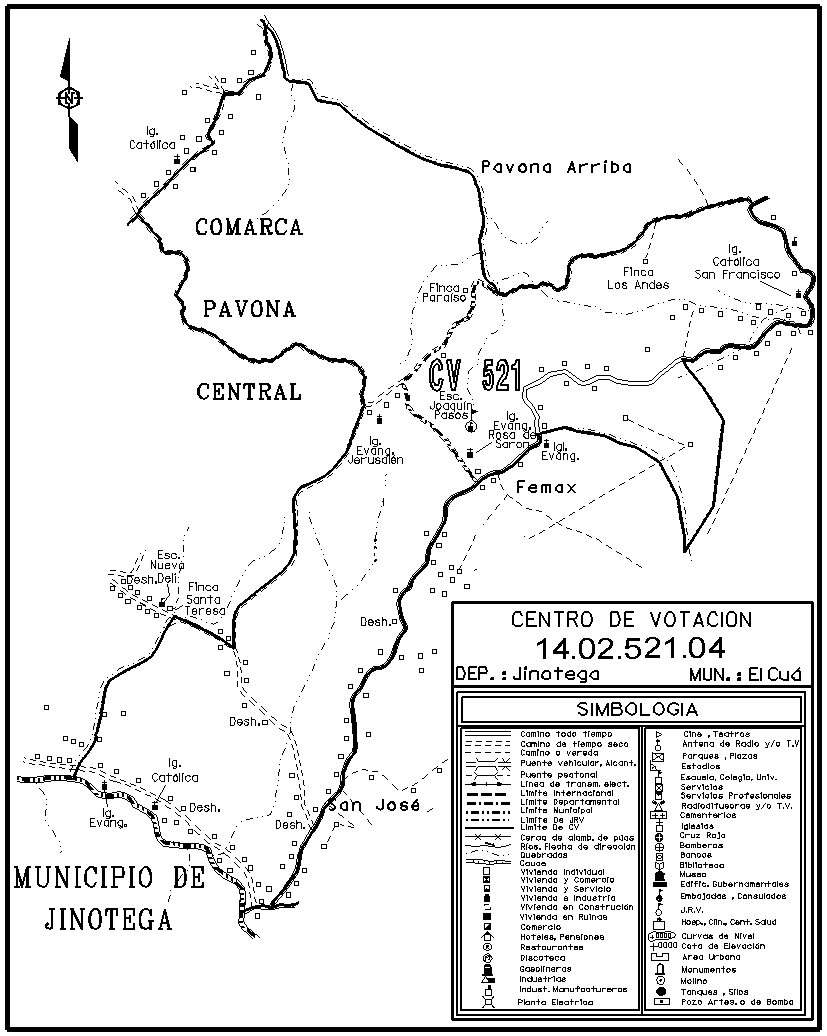 N
Ig.
Católica
Pavona Arriba
COMARCA
PAVONA
CENTRAL
Ig.
Católica
San Francisco
Finca
Los Andes
Finca
Paraiso
CV 521
Esc.
Joaquin
Pasos
Ig.
Evang.
Rosa de
Saron
Igl.
Evang.
Ig.
Evang.
Jerusalén
Femax
Esc.
Nueva
Deli
Desh.
Finca
Santa
Teresa
Desh.
Desh.
Ig.
Católica
Ig.
Evang.
Desh.
Desh.
San José
MUNICIPIO DE
JINOTEGA
CENTRO DE VOTACION
14.02.521.04
DEP. : Jinotega MUN. : El Cuá
SIMBOLOGIA
Camino todo tiempo
Camino de tiempo seco
Camino o vereda
Puente vehicular, Alcant.
Puente peatonal
Línea de transm. elect.
Límite Internacional
Límite Departamental
Límite Municipal
Límite De JRV
Límite De CV
Cerca de alamb. de púas
Ríos, Flecha de dirección
Quebradas
Cauce
Vivienda Individual
Vivienda y Comercio
Vivienda y Servicio
Vivienda e Industria
Vivienda en Construcción
Vivienda en Ruinas
Comercio
Hoteles, Pensiones
Restaurantes
Discoteca
Gasolineras
Industrias
Indust. Manufactureros
Planta Electrica
Cine , Teatros
Antena de Radio y/o T.V
Parques , Plazas
Estadios
Escuela, Colegio, Univ.
Servicios
Servicios Profesionales
Radiodifusoras y/o T.V.
Cementerios
Iglesias
Cruz Roja
Bomberos
Bancos
Biblioteca
Museo
Edific. Gubernamentales
Embajadas , Consulados
J.R.V.
Hosp., Clin., Cent. Salud
Curvas de Nivel
Cota de Elevación
Area Urbana
Monumentos
Molino
Tanques , Silos
Pozo Artes. o de Bomba